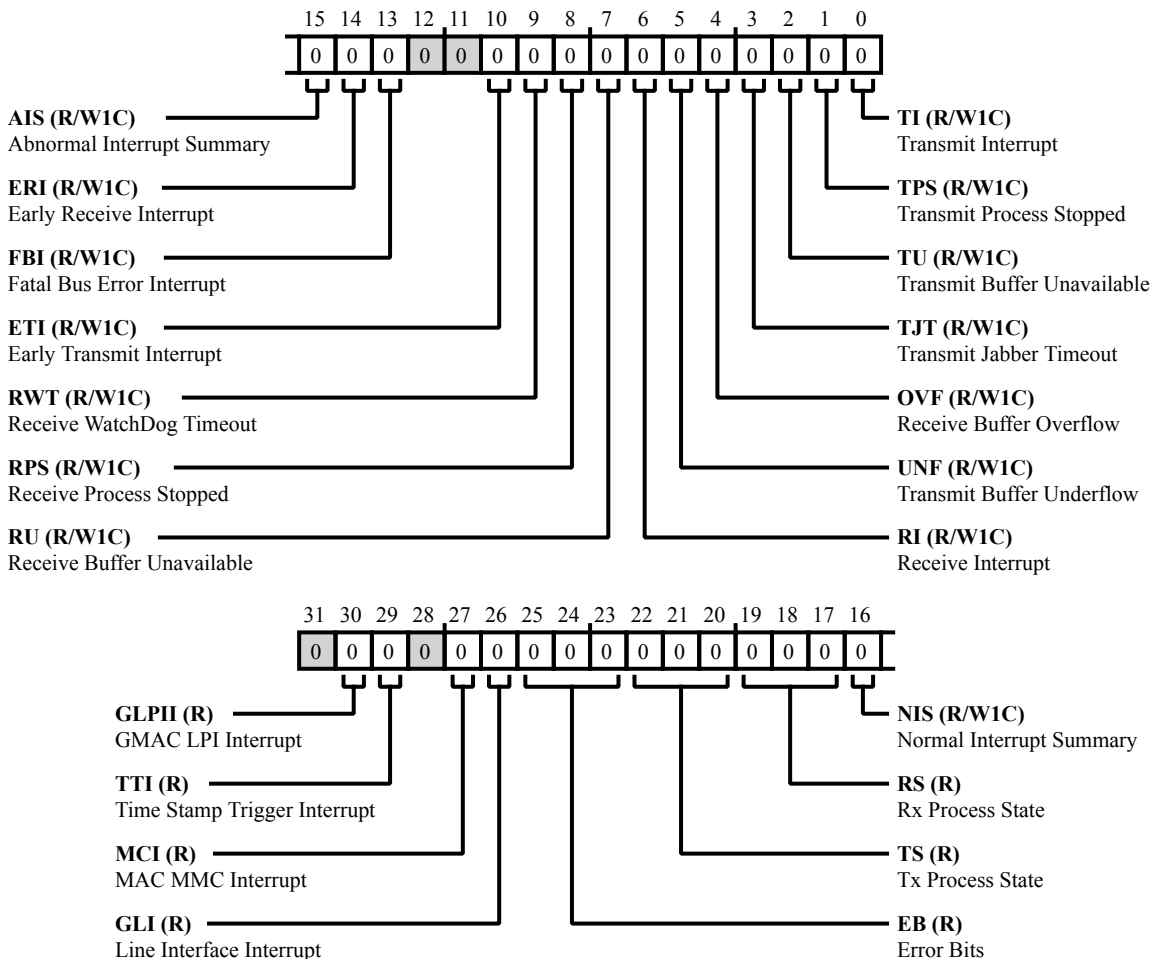 15 14 13 12 11 10 9 8 7 6 5 4 3 2 1 0
0 0 0 0 0 0 0 0 0 0 0 0 0 0 0 0
AIS (R/W1C)
Abnormal Interrupt Summary
ERI (R/W1C)
Early Receive Interrupt
FBI (R/W1C)
Fatal Bus Error Interrupt
ETI (R/W1C)
Early Transmit Interrupt
RWT (R/W1C)
Receive WatchDog Timeout
RPS (R/W1C)
Receive Process Stopped
RU (R/W1C)
Receive Buffer Unavailable
TI (R/W1C)
Transmit Interrupt
TPS (R/W1C)
Transmit Process Stopped
TU (R/W1C)
Transmit Buffer Unavailable
TJT (R/W1C)
Transmit Jabber Timeout
OVF (R/W1C)
Receive Buffer Overflow
UNF (R/W1C)
Transmit Buffer Underflow
RI (R/W1C)
Receive Interrupt
31 30 29 28 27 26 25 24 23 22 21 20 19 18 17 16
0 0 0 0 0 0 0 0 0 0 0 0 0 0 0 0
GLPII (R)
GMAC LPI Interrupt
TTI (R)
Time Stamp Trigger Interrupt
MCI (R)
MAC MMC Interrupt
GLI (R)
Line Interface Interrupt
NIS (R/W1C)
Normal Interrupt Summary
RS (R)
Rx Process State
TS (R)
Tx Process State
EB (R)
Error Bits